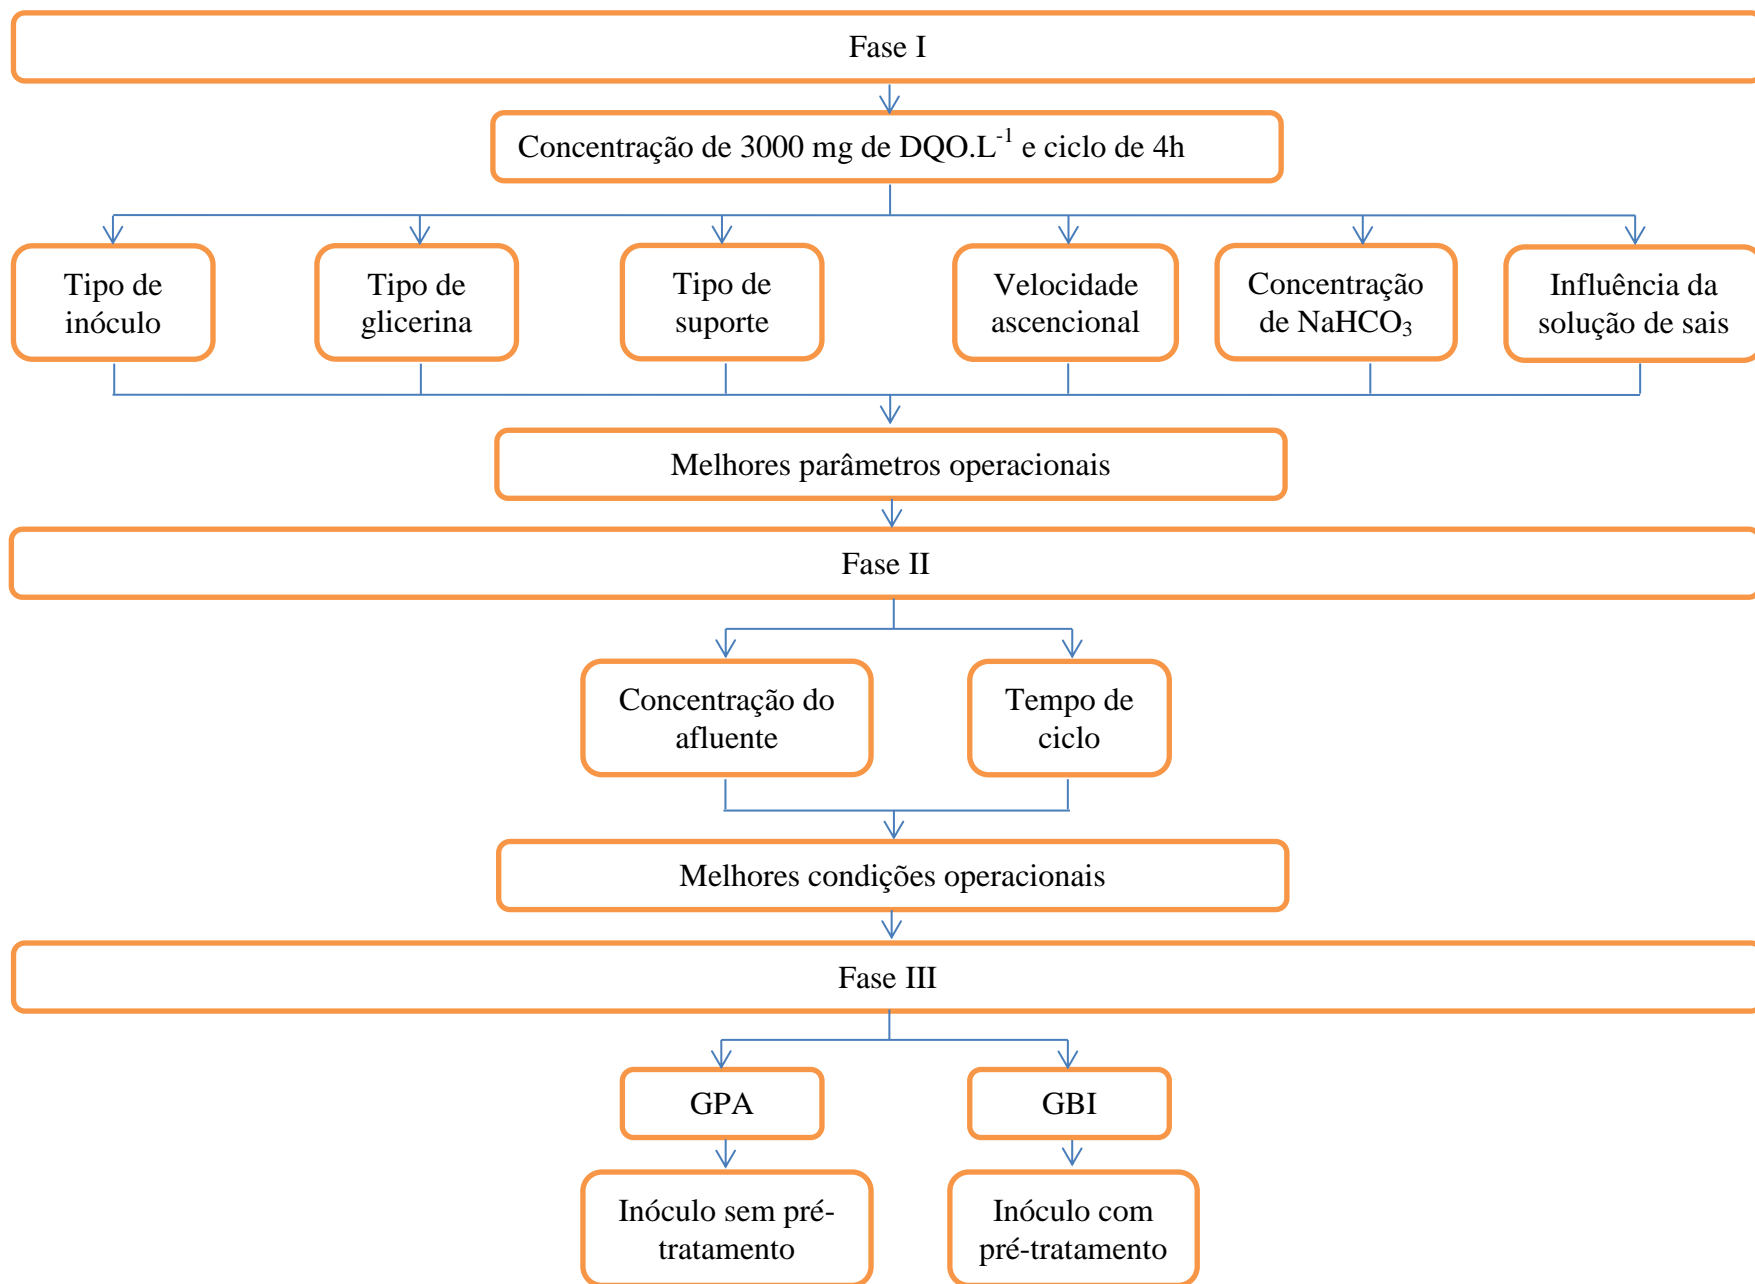 Fase I
Concentração de 3000 mg de DQO.L⁻¹ e ciclo de 4h
Tipo de
inóculo
Tipo de
glicerina
Tipo de
suporte
Velocidade
ascencional
Concentração
de NaHCO₃
Influência da
solução de sais
Melhores parâmetros operacionais
Fase II
Concentração do
afluente
Tempo de
ciclo
Melhores condições operacionais
Fase III
GPA
GBI
Inóculo sem pré-
tratamento
Inóculo com
pré-tratamento